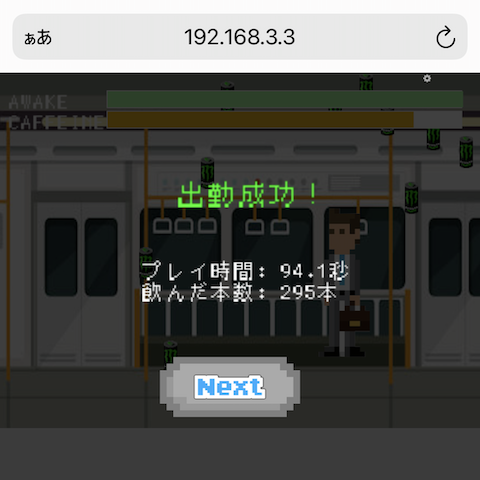 ぁあ
192.168.3.3
AWAKE
CAFFEINE
出勤成功!
プレイ時間: 94.1秒
飲んだ本数: 295本
Next